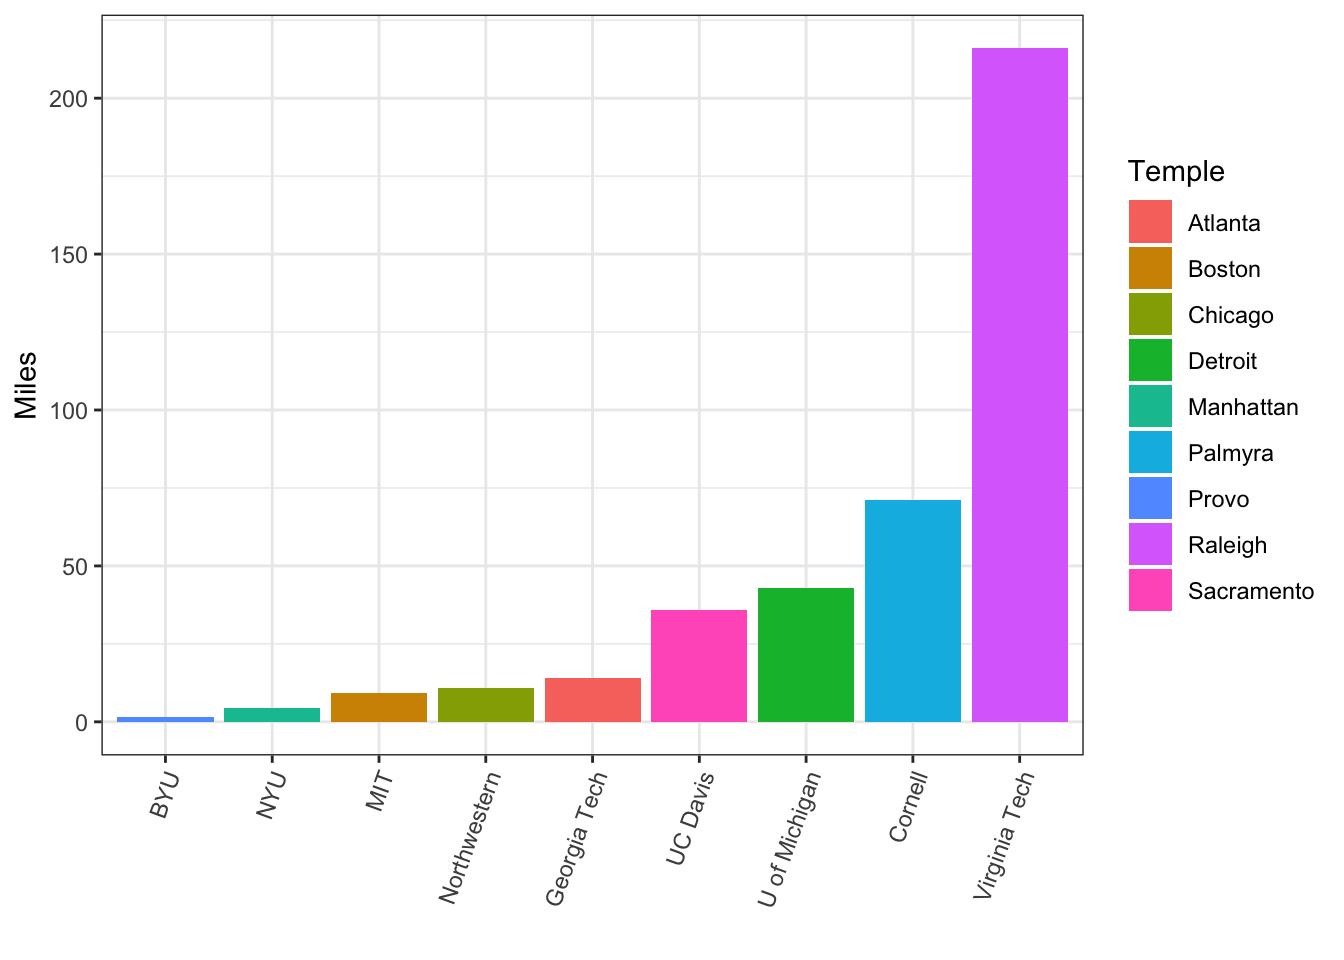 Miles
200
150
100
50
0
BYU
NYU
MIT
Northwestern
Georgia Tech
UC Davis
U of Michigan
Cornell
Virginia Tech
Temple
Atlanta
Boston
Chicago
Detroit
Manhattan
Palmyra
Provo
Raleigh
Sacramento